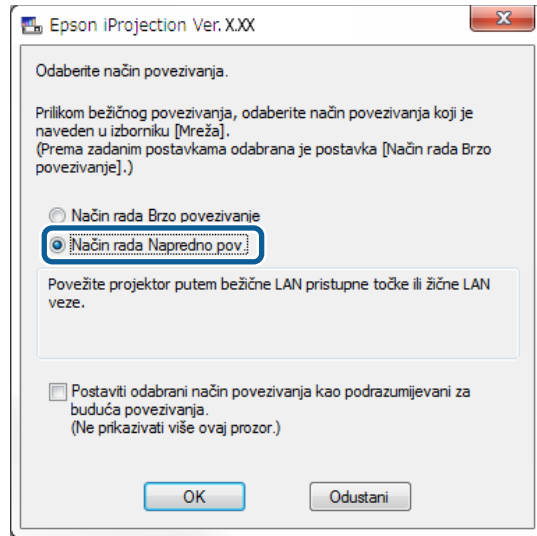 Epson iProjection Ver. X.XX
Odaberite način povezivanja.
Prilikom bežičnog povezivanja, odaberite način povezivanja koji je
naveden u izborniku [Mreža].
(Prema zadanim postavkama odabrana je postavka [Način rada Brzo
povezivanje].)
Način rada Brzo povezivanje
Način rada Napredno pov.
Povežite projektor putem bežične LAN pristupne točke ili žične LAN
veze.
Postaviti odabrani način povezivanja kao podrazumijevani za
buduća povezivanja.
(Ne prikazivati više ovaj prozor.)
OK
Odustani